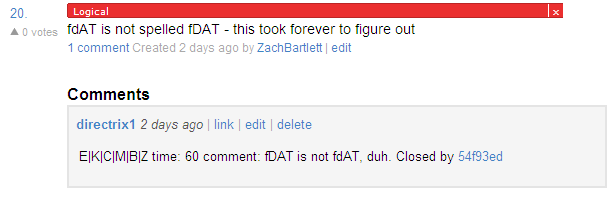 20.
Logical x
0 votes
fdAT is not spelled fDAT - this took forever to figure out
1 comment Created 2 days ago by ZachBartlett | edit
Comments
directrix1 2 days ago | link | edit | delete
E|K|C|M|B|Z time: 60 comment: fDAT is not fdAT, duh. Closed by 54f93ed